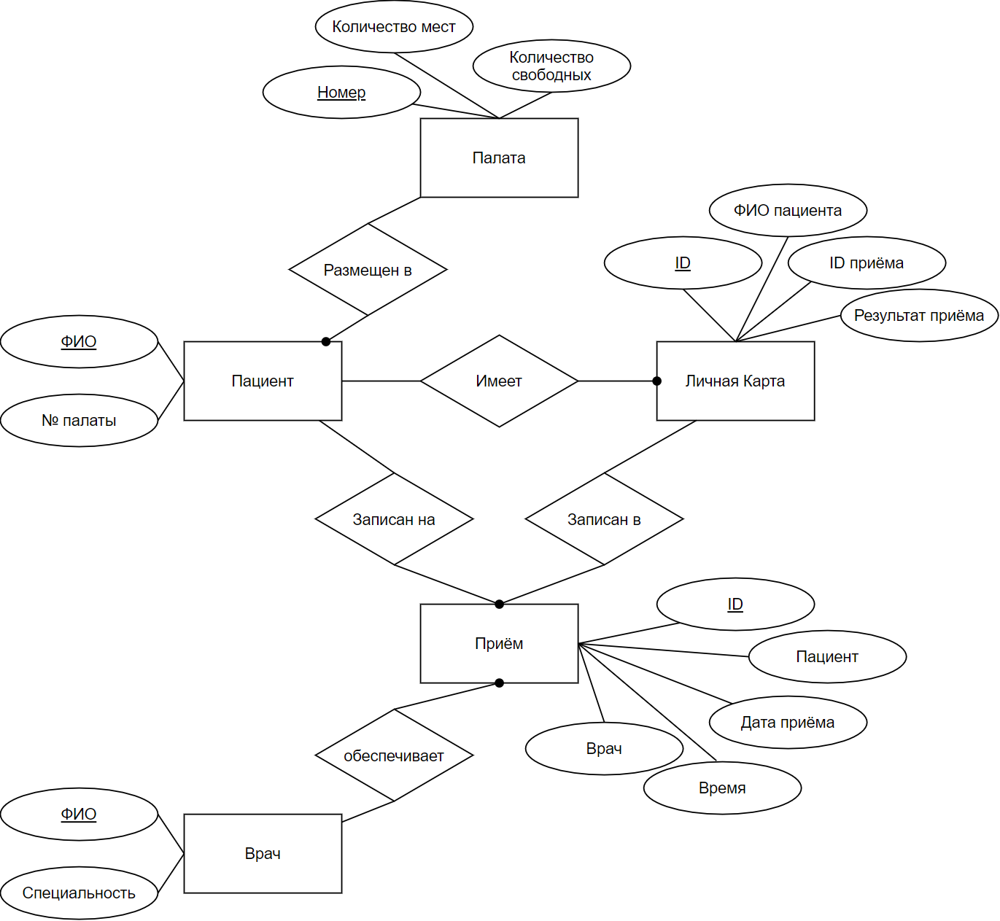 Количество мест
Количество
свободных
Номер
Палата
ФИО пациента
ID
ID приёма
Размещен в
Результат приёма
ФИО
Пациент
Имеет
Личная Карта
№ палаты
Записан на
Записан в
ID
Приём
Пациент
Дата приёма
Врач
обеспечивает
Время
ФИО
Врач
Специальность